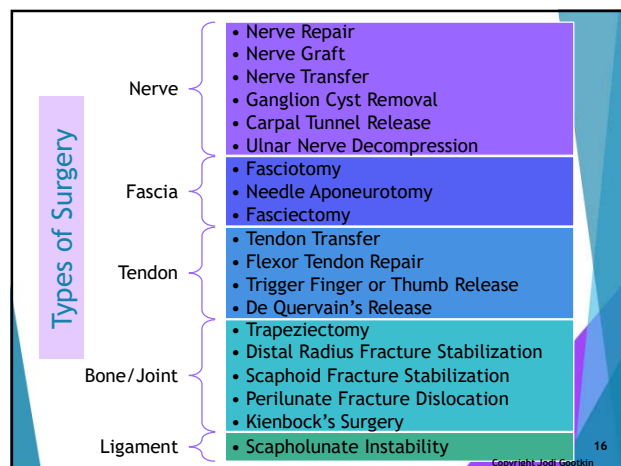 Types of Surgery
Nerve
• Nerve Repair
• Nerve Graft
• Nerve Transfer
• Ganglion Cyst Removal
• Carpal Tunnel Release
• Ulnar Nerve Decompression
Fascia
• Fasciotomy
• Needle Aponeurotomy
• Fasciectomy
Tendon
• Tendon Transfer
• Flexor Tendon Repair
• Trigger Finger or Thumb Release
• De Quervain's Release
Bone/Joint
• Trapeziectomy
• Distal Radius Fracture Stabilization
• Scaphoid Fracture Stabilization
• Perilunate Fracture Dislocation
• Kienbock's Surgery
Ligament
• Scapholunate Instability
16
Copyright Jodi Gootkin